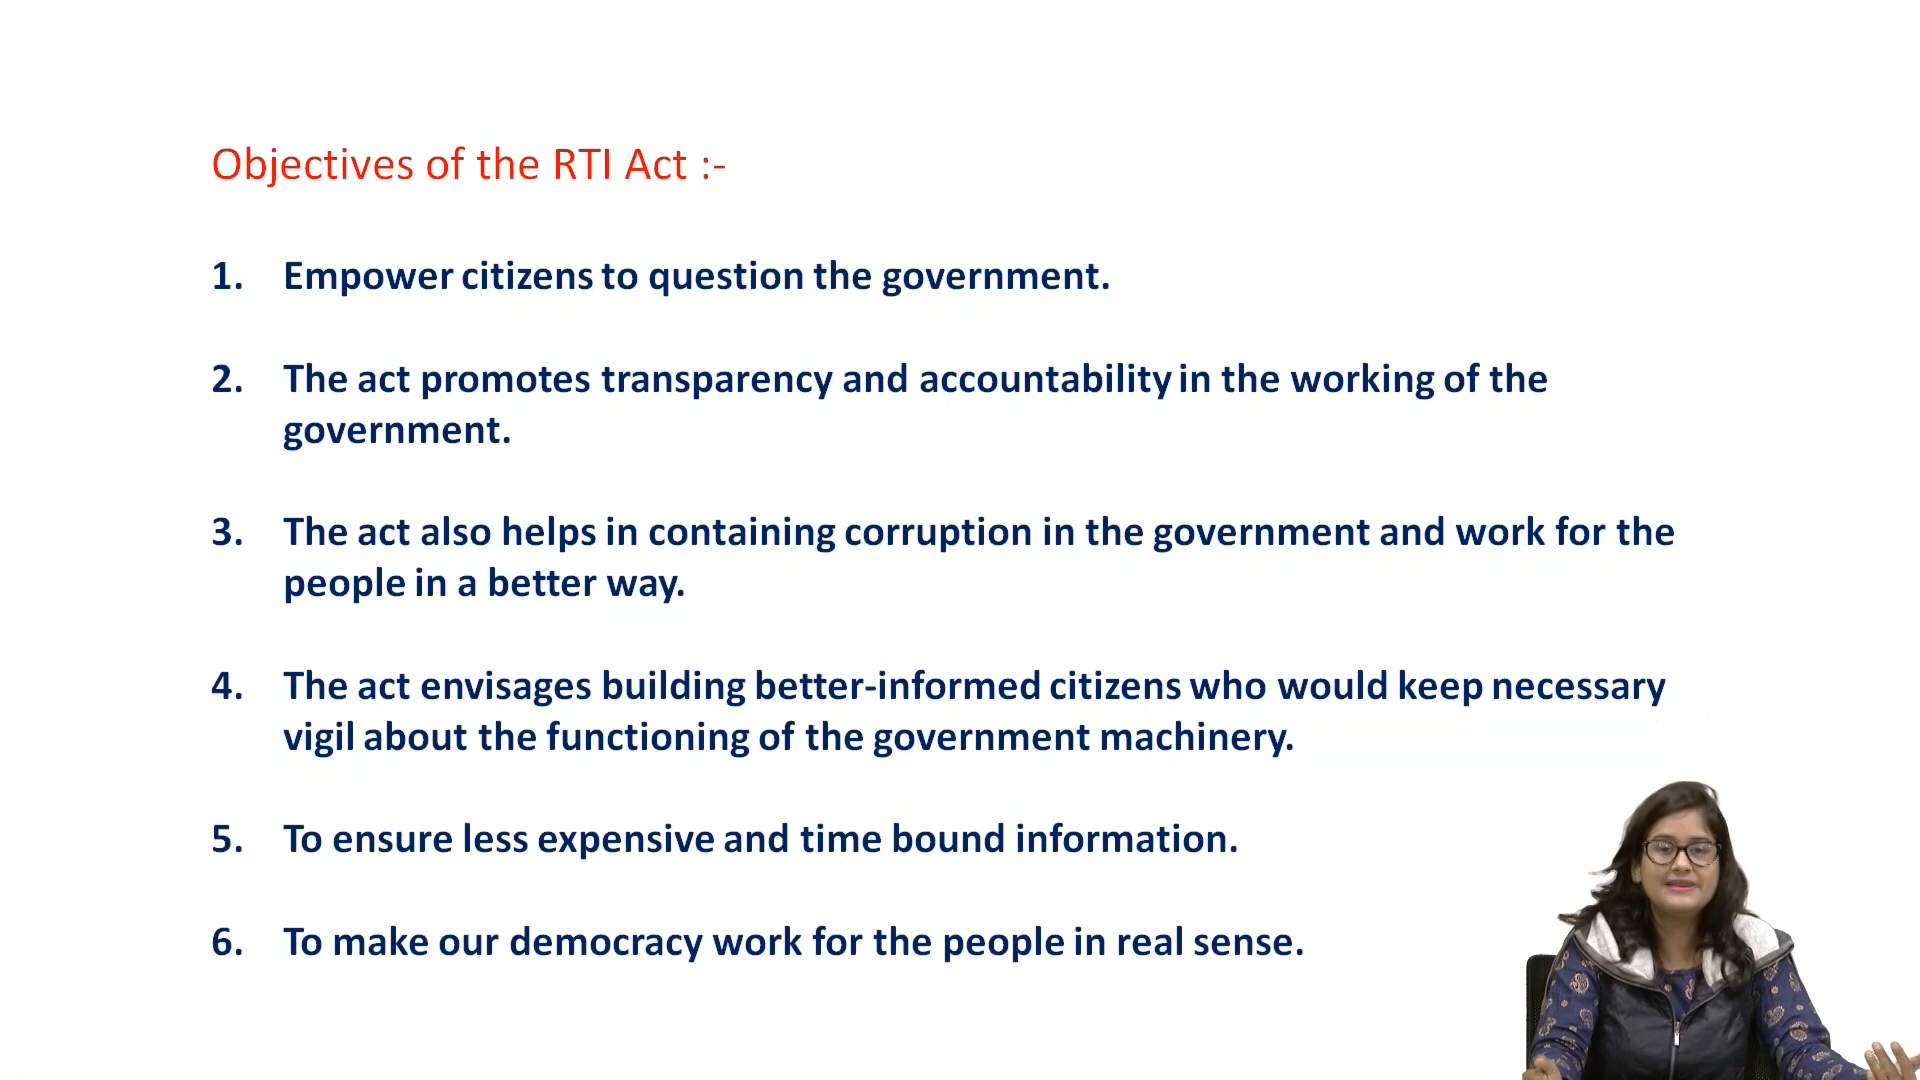 Objectives of the RTI Act :-
1. Empower citizens to question the government.
2. The act promotes transparency and accountability in the working of the
government.
3. The act also helps in containing corruption in the government and work for the
people in a better way.
4. The act envisages building better-informed citizens who would keep necessary
vigil about the functioning of the government machinery.
5. To ensure less expensive and time bound information.
6. To make our democracy work for the people in real sense.